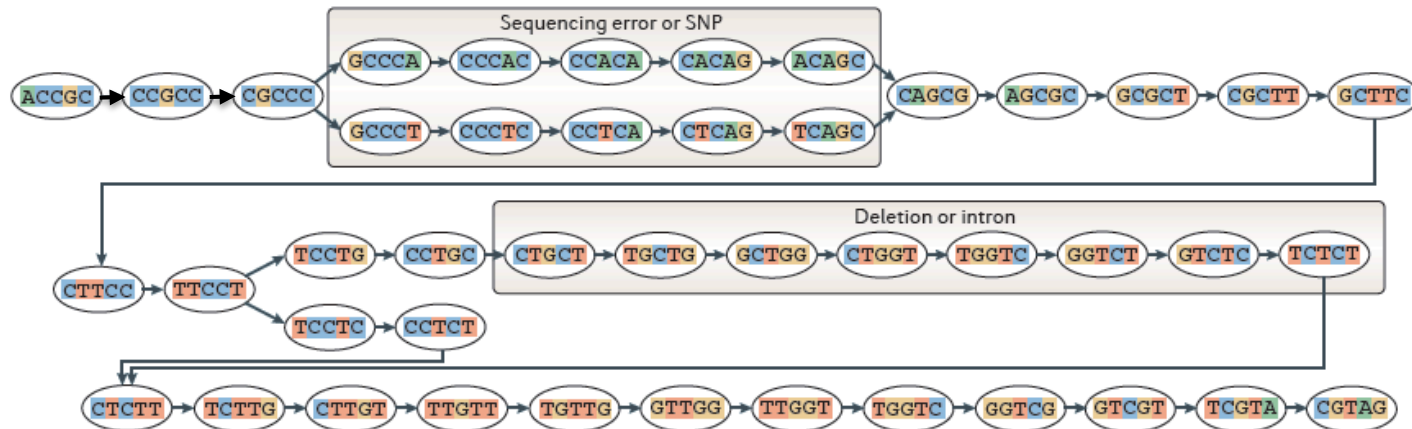 Sequencing error or SNP
GCCCA CCCAC CCACA CACAG ACAGC
ACCGC CCGCC CGCCC CAGCG AGCGC GCGCT CGCTT GCTTC
GCCCT CCCTC CCTCA CTCAG TCAGC
Deletion or intron
TCCTG CCTGC CTGCT TGCTG GCTGG CTGGT TGGTC GGTCT GTCTC TCTCT
CTTCC TTCCT
TCCTC CCTCT
CTCTT TCTTG CTTGT TTGTT TGTTG GTTGG TTGGT TGGTC GGTCG GTCGT TCGTA CGTAG